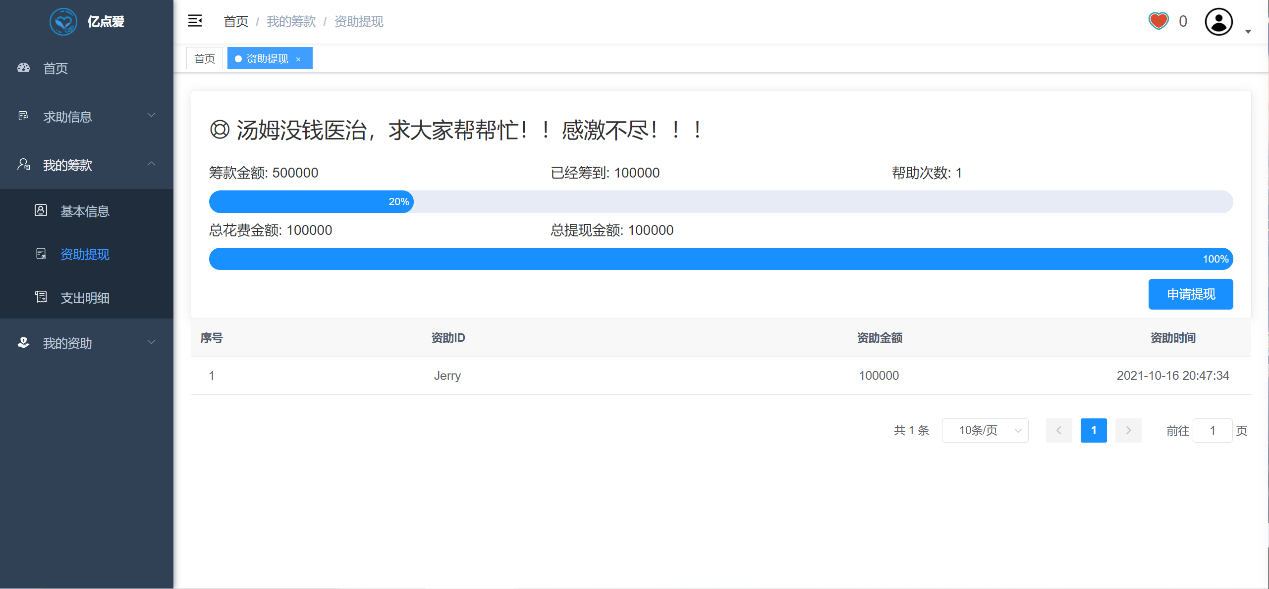 亿点爱
首页
求助信息
我的筹款
基本信息
资助提现
支出明细
我的资助
首页 / 我的筹款 / 资助提现
0
首页
资助提现 ×
汤姆没钱医治，求大家帮帮忙！！感激不尽！！！
筹款金额: 500000 已经筹到: 100000 帮助次数: 1
20%
总花费金额: 100000 总提现金额: 100000
100%
申请提现
序号 资助ID 资助金额 资助时间
1 Jerry 100000 2021-10-16 20:47:34
共 1 条 10条/页 < 1 > 前往 1 页